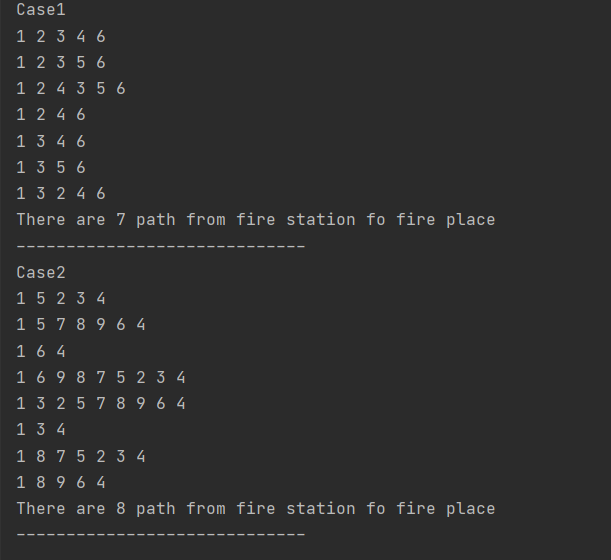 Case1
1 2 3 4 6
1 2 3 5 6
1 2 4 3 5 6
1 2 4 6
1 3 4 6
1 3 5 6
1 3 2 4 6
There are 7 path from fire station fo fire place
-----------------------------
Case2
1 5 2 3 4
1 5 7 8 9 6 4
1 6 4
1 6 9 8 7 5 2 3 4
1 3 2 5 7 8 9 6 4
1 3 4
1 8 7 5 2 3 4
1 8 9 6 4
There are 8 path from fire station fo fire place
-----------------------------